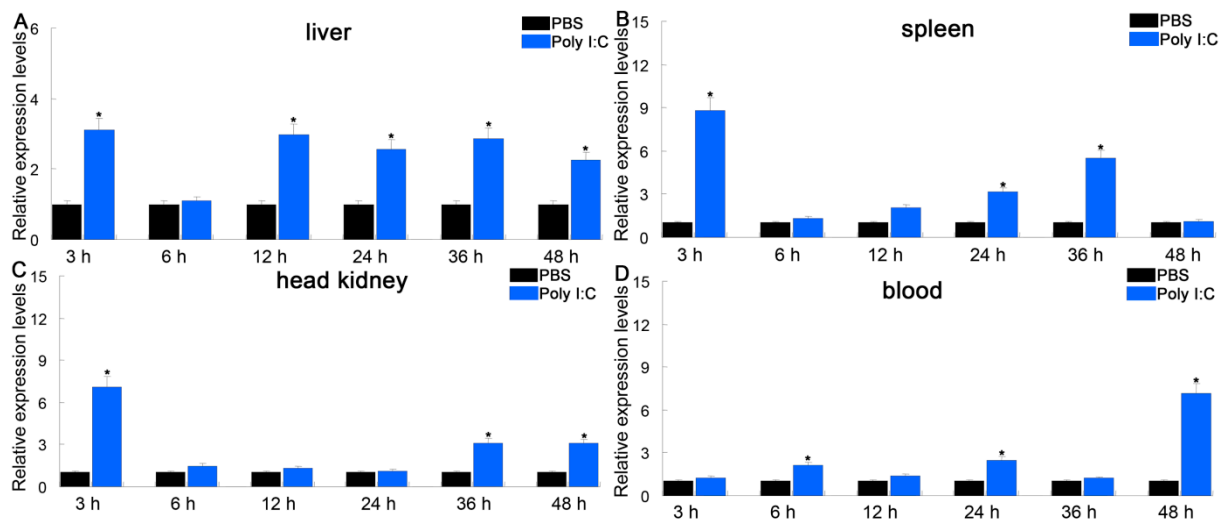 A
liver
PBS
Poly I:C
Relative expression levels
6
4
2
0
*
*
*
*
*
3 h 6 h 12 h 24 h 36 h 48 h
B
spleen
PBS
Poly I:C
Relative expression levels
15
12
9
6
3
0
*
*
*
3 h 6 h 12 h 24 h 36 h 48 h
C
head kidney
PBS
Poly I:C
Relative expression levels
15
12
9
6
3
0
*
*
*
3 h 6 h 12 h 24 h 36 h 48 h
D
blood
PBS
Poly I:C
Relative expression levels
15
12
9
6
3
0
*
*
*
3 h 6 h 12 h 24 h 36 h 48 h